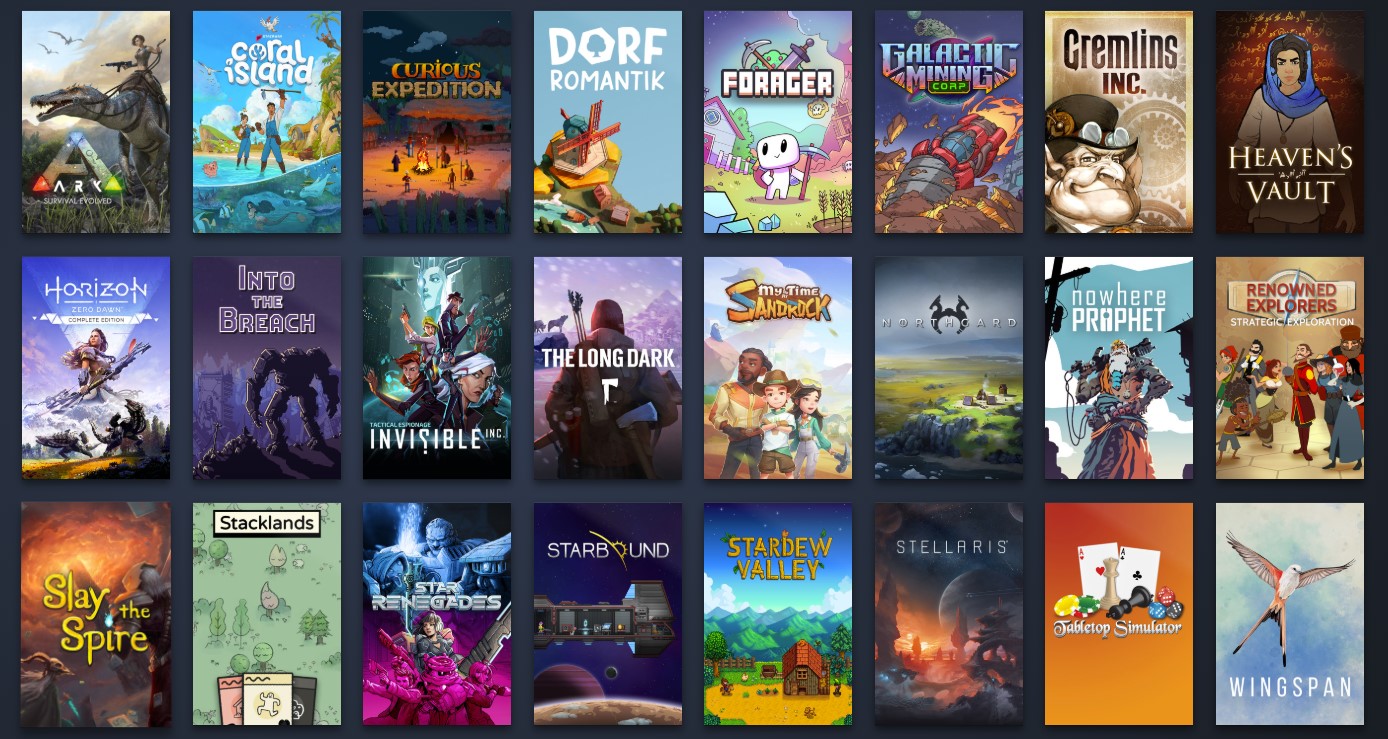 ARK
SURVIVAL EVOLVED
coral
island
CURIOUS
EXPEDITION
DORF
ROMANTIK
FORAGER
GALACTIC
MINING
CORP
Gremlins
INC.
HEAVEN'S
VAULT
HORIZON
ZERO DAWN
COMPLETE EDITION
INTO
THE
BREACH
TACTICAL ESPIONAGE
INVISIBLE INC.
THE LONG DARK
My Time
at
SANDROCK
NORTHGARD
nowhere
PROPHET
RENOWNED
EXPLORERS
STRATEGIC EXPLORATION
Slay
the
Spire
Stacklands
STAR
RENEGADES
STARBOUND
STARDEW
VALLEY
STELLARIS
A
A
Tabletop Simulator
WINGSPAN